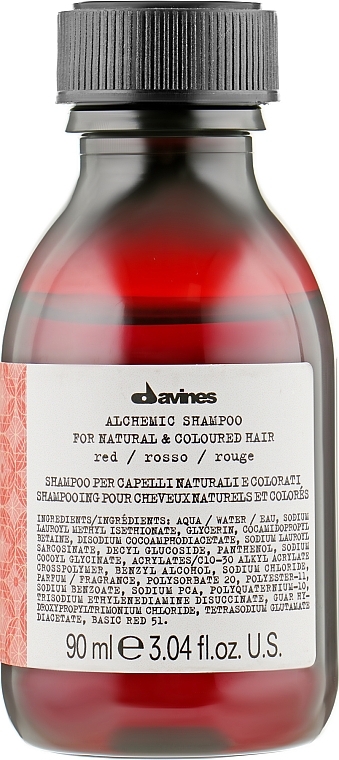 davines
ALCHEMIC SHAMPOO
FOR NATURAL & COLOURED HAIR
red / rosso / rouge
SHAMPOO PER CAPELLI NATURALI E COLORATI
SHAMPOOING POUR CHEVEUX NATURELS ET COLORÉS
INGREDIENTS/INGRÉDIENTS: AQUA / WATER / EAU, SODIUM
LAUROYL METHYL ISETHIONATE, GLYCERIN, COCAMIDOPROPYL
BETAINE, DISODIUM COCOAMPHODIACETATE, SODIUM LAUROYL
SARCOSINATE, DECYL GLUCOSIDE, PANTHENOL, SODIUM
COCOYL GLYCINATE, ACRYLATES/C10-30 ALKYL ACRYLATE
CROSSPOLYMER, BENZYL ALCOHOL, SODIUM CHLORIDE,
PARFUM / FRAGRANCE, POLYSORBATE 20, POLYESTER-11,
SODIUM BENZOATE, SODIUM PCA, POLYQUATERNIUM-10,
TRISODIUM ETHYLENEDIAMINE DISUCCINATE, GUAR HY-
DROXYPROPYLTRIMONIUM CHLORIDE, TETRASODIUM GLUTAMATE
DIACETATE, BASIC RED 51.
90 ml e 3.04 fl.oz. U.S.